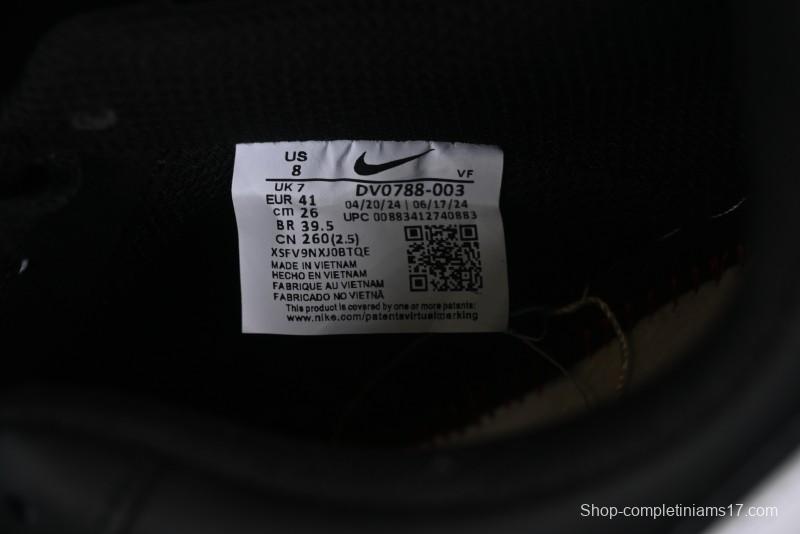 US
8
VF
UK 7
DV0788-003
EUR 41
04/20/24 | 06/17/24
cm 26
UPC 00883412740883
BR 39.5
CN 260(2.5)
XSFV9NXJ0BTQE
MADE IN VIETNAM
HECHO EN VIETNAM
FABRIQUE AU VIETNAM
FABRICADO NO VIETNÃ
This product is covered by one or more patents:
www.nike.com/patentsvirtualmarking
Shop-completiniams17.com/